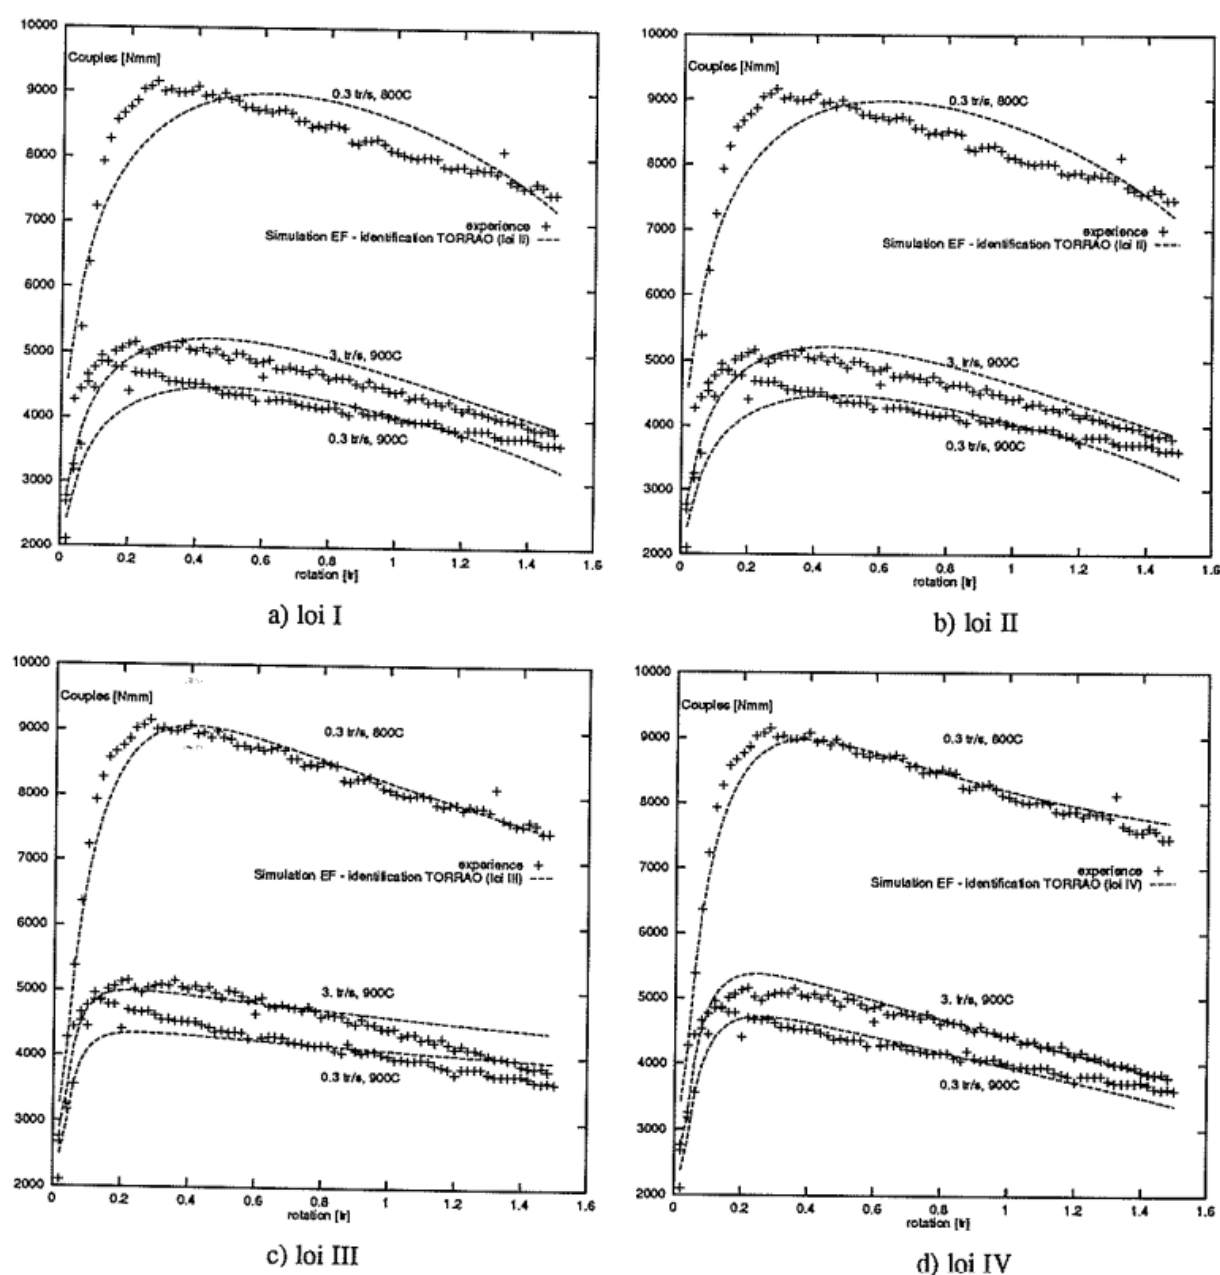 10000
Couples [Nmm]
9000
0.3 tr/s, 800C
8000
7000
experience
Simulation EF - identification TORRAO (loi II)
6000
5000
3. tr/s, 900C
4000
0.3 tr/s, 900C
3000
2000
0 0.2 0.4 0.6 0.8 1 1.2 1.4 1.6
rotation [tr]
a) loi I
10000
Couples [Nmm]
9000
0.3 tr/s, 800C
8000
7000
experience
Simulation EF - identification TORRAO (loi II)
6000
5000
3. tr/s, 900C
4000
0.3 tr/s, 900C
3000
2000
0 0.2 0.4 0.6 0.8 1 1.2 1.4 1.6
rotation [tr]
b) loi II
10000
Couples [Nmm]
9000
0.3 tr/s, 800C
8000
7000
experience
Simulation EF - identification TORRAO (loi III)
6000
5000
3. tr/s, 900C
4000
0.3 tr/s, 900C
3000
2000
0 0.2 0.4 0.6 0.8 1 1.2 1.4 1.6
rotation [tr]
c) loi III
10000
Couples [Nmm]
9000
0.3 tr/s, 800C
8000
7000
experience
Simulation EF - identification TORRAO (loi IV)
6000
5000
3. tr/s, 900C
4000
0.3 tr/s, 900C
3000
2000
0 0.2 0.4 0.6 0.8 1 1.2 1.4 1.6
rotation [tr]
d) loi IV